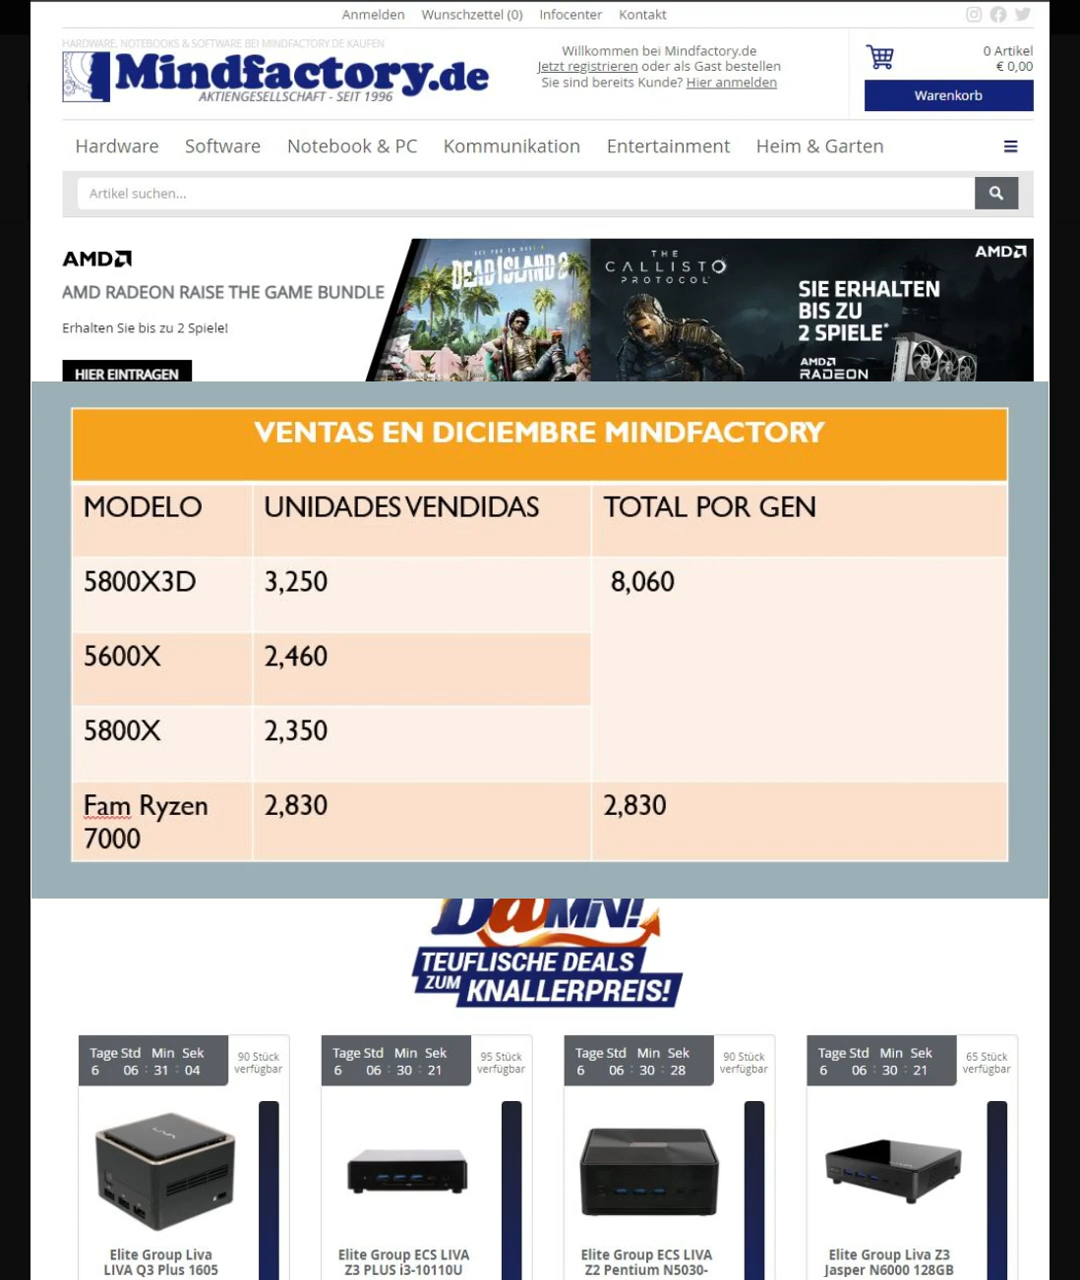 Anmelden Wunschzettel (0) Infocenter Kontakt
HARDWARE, NOTEBOOKS & SOFTWARE BEI MINDFACTORY.DE KAUFEN
Mindfactory.de
AKTIENGESELLSCHAFT - SEIT 1996
Willkommen bei Mindfactory.de
Jetzt registrieren oder als Gast bestellen
Sie sind bereits Kunde? Hier anmelden
0 Artikel
€ 0,00
Warenkorb
Hardware Software Notebook & PC Kommunikation Entertainment Heim & Garten
Artikel suchen...
AMD
AMD RADEON RAISE THE GAME BUNDLE
Erhalten Sie bis zu 2 Spiele!
HIER EINTRAGEN
DEAD ISLAND 2
THE
CALLISTO
PROTOCOL
AMD
SIE ERHALTEN
BIS ZU
2 SPIELE*
AMD
RADEON
VENTAS EN DICIEMBRE MINDFACTORY
MODELO UNIDADES VENDIDAS TOTAL POR GEN
5800X3D 3,250 8,060
5600X 2,460
5800X 2,350
Fam Ryzen 2,830 2,830
7000
DaMN!
TEUFLISCHE DEALS
ZUM KNALLERPREIS!
Tage Std Min Sek
6 06 : 31 : 04
90 Stück
verfügbar
Tage Std Min Sek
6 06 : 30 : 21
95 Stück
verfügbar
Tage Std Min Sek
6 06 : 30 : 28
90 Stück
verfügbar
Tage Std Min Sek
6 06 : 30 : 21
65 Stück
verfügbar
Elite Group Liva
LIVA Q3 Plus 1605
Elite Group ECS LIVA
Z3 PLUS i3-10110U
Elite Group ECS LIVA
Z2 Pentium N5030-
Elite Group Liva Z3
Jasper N6000 128GB